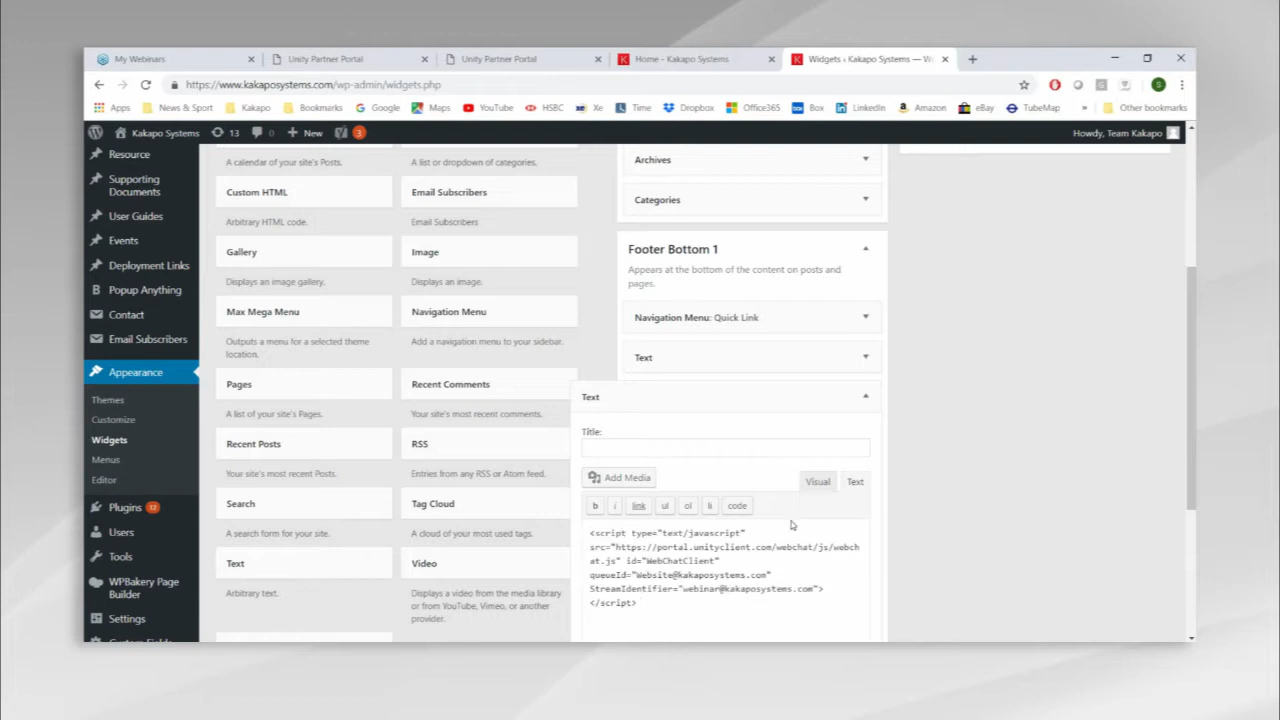 My Webinars
Unity Partner Portal
Unity Partner Portal
Home - Kakapo Systems
Widgets ‹ Kakapo Systems — W
https://www.kakaposystems.com/wp-admin/widgets.php
Apps
News & Sport
Kakapo
Bookmarks
Google
Maps
YouTube
HSBC
Xe
Time
Dropbox
Office365
Box
LinkedIn
Amazon
eBay
TubeMap
»
Other bookmarks
Kakapo Systems
13
0
New
3
Howdy, Team Kakapo
Resource
Supporting
Documents
User Guides
Events
Deployment Links
Popup Anything
Contact
Email Subscribers
Appearance
Themes
Customize
Widgets
Menus
Editor
Plugins 12
Users
Tools
WPBakery Page
Builder
Settings
Custom Fields
A calendar of your site's Posts.
A list or dropdown of categories.
Custom HTML
Email Subscribers
Arbitrary HTML code.
Email Subscribers
Gallery
Image
Displays an image gallery.
Displays an image.
Max Mega Menu
Navigation Menu
Outputs a menu for a selected theme
location.
Add a navigation menu to your sidebar.
Pages
Recent Comments
A list of your site's Pages.
Your site's most recent comments.
Recent Posts
RSS
Your site's most recent Posts.
Entries from any RSS or Atom feed.
Search
Tag Cloud
A search form for your site.
A cloud of your most used tags.
Text
Video
Arbitrary text.
Displays a video from the media library
or from YouTube, Vimeo, or another
provider.
Archives
Categories
Footer Bottom 1
Appears at the bottom of the content on posts and
pages.
Navigation Menu: Quick Link
Text
Text
Title:
Add Media
Visual
Text
b
i
link
ul
ol
li
code
<script type="text/javascript"
src="https://portal.unityclient.com/webchat/js/webch
at.js" id="WebChatClient"
queueId="Website@kakaposystems.com"
StreamIdentifier="webinar@kakaposystems.com">
</script>